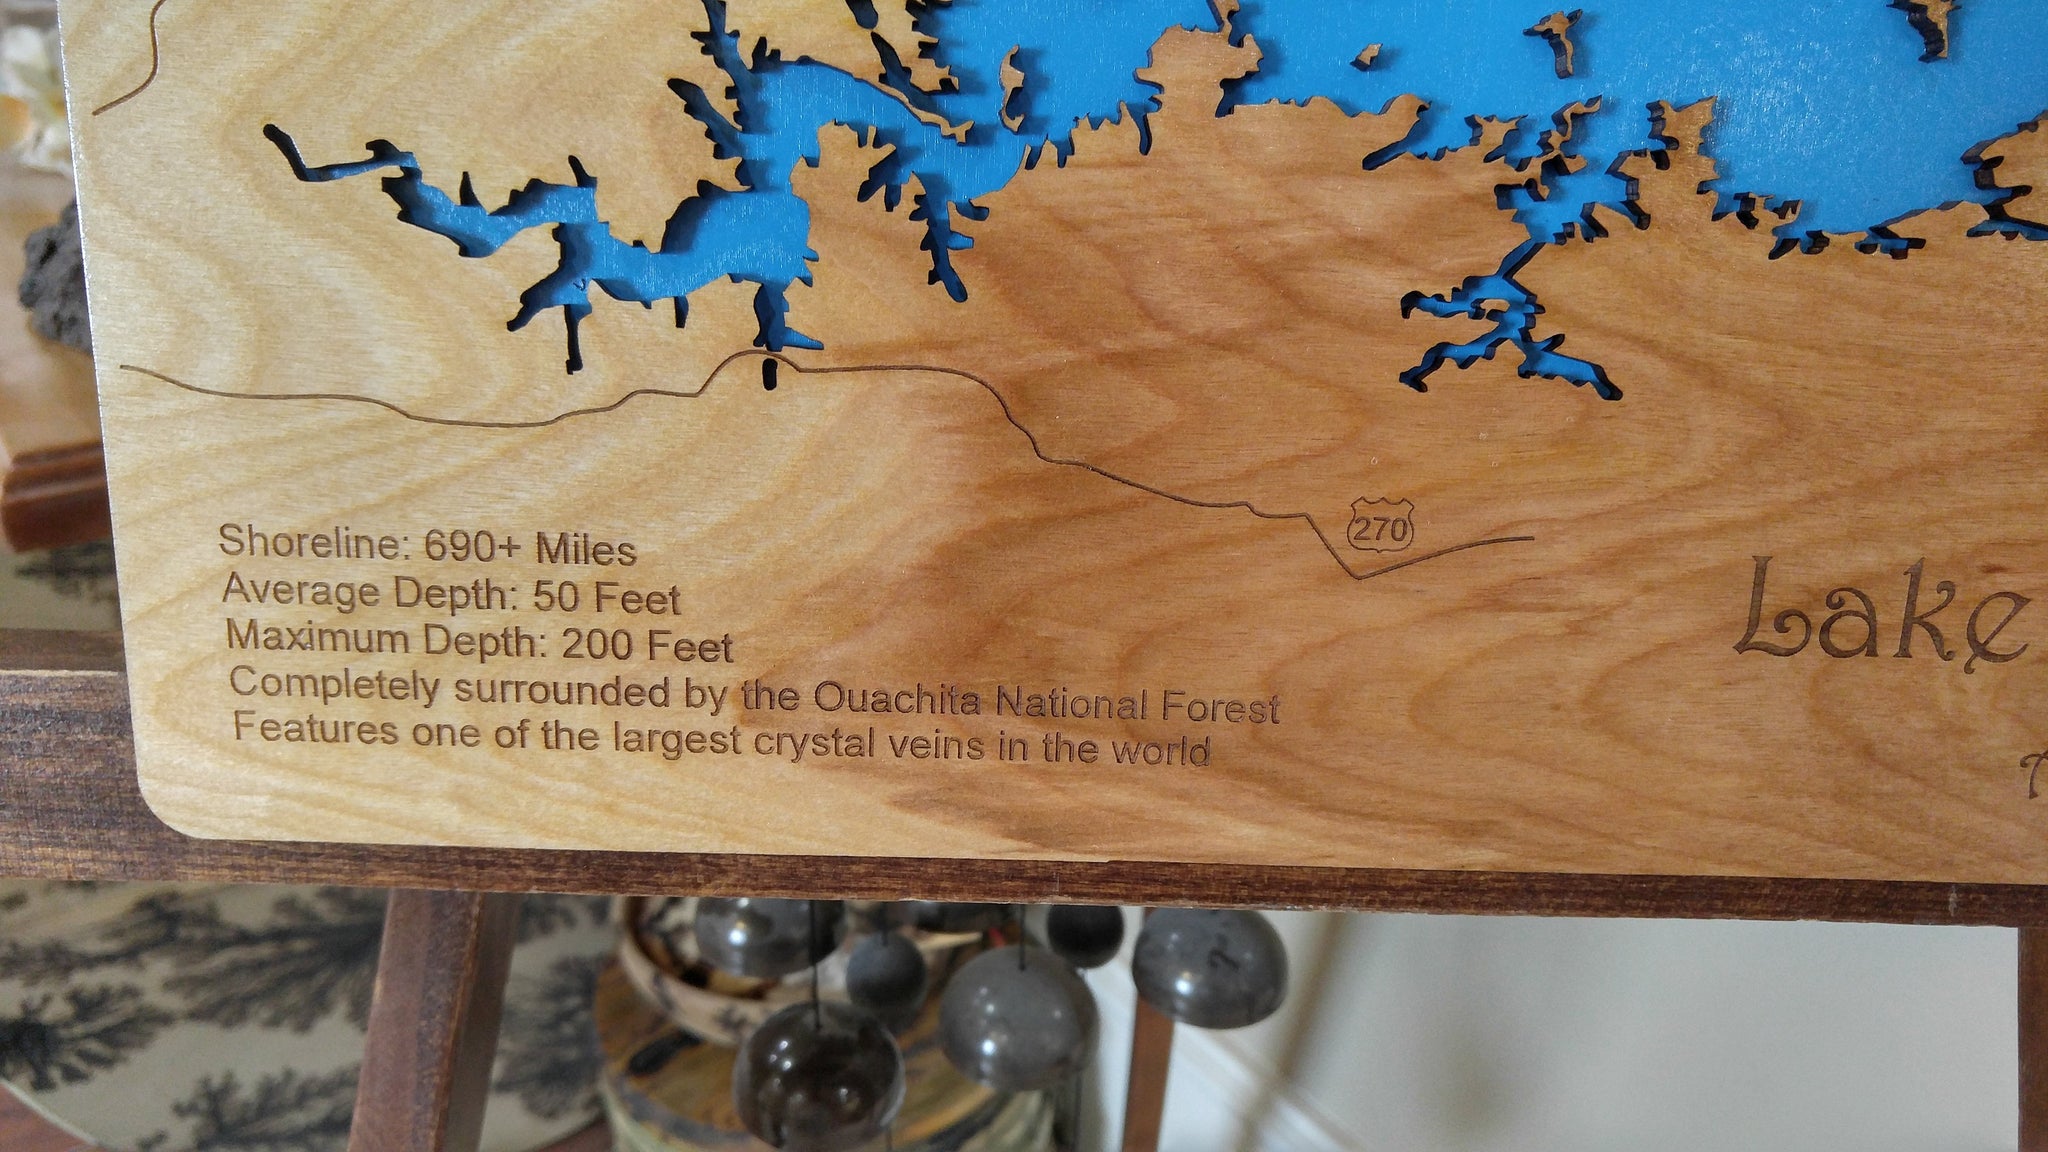 270
Lake
Shoreline: 690+ Miles
Average Depth: 50 Feet
Maximum Depth: 200 Feet
Completely surrounded by the Ouachita National Forest
Features one of the largest crystal veins in the world